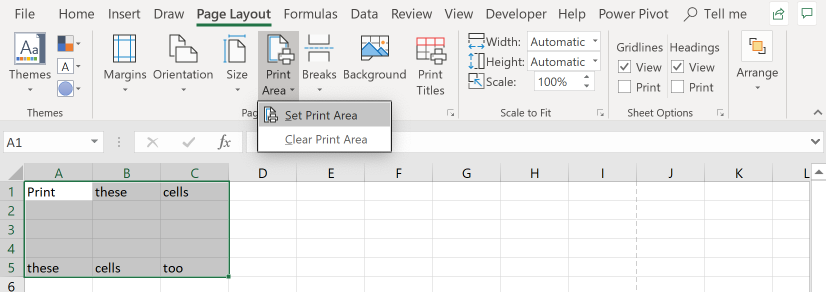 File Home Insert Draw Page Layout Formulas Data Review View Developer Help Power Pivot Tell me
Aa
A
Themes
Margins
Orientation
Size
Print
Area
Breaks
Background
Print
Titles
Width: Automatic
Height: Automatic
Scale: 100%
Gridlines Headings
View View
Print Print
Arrange
Themes Scale to Fit Sheet Options
Set Print Area
Clear Print Area
A1 fx
A B C D E F G H I J K L
1 Print these cells
2
3
4
5 these cells too
6